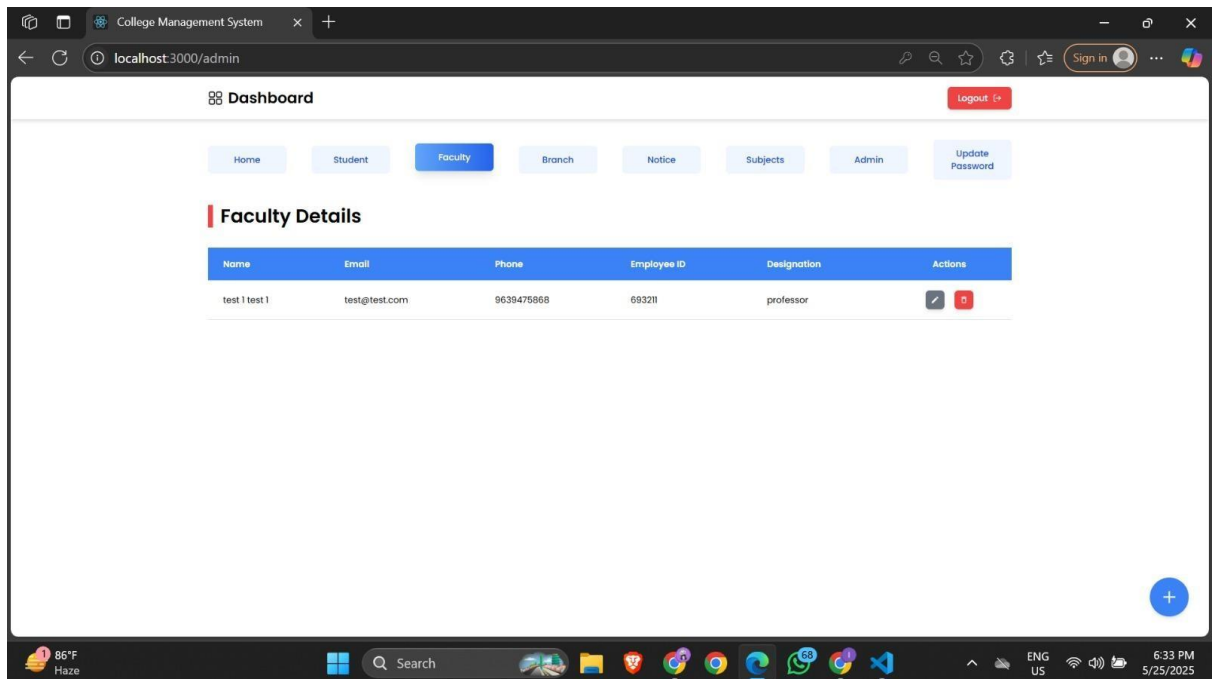 College Management System
localhost:3000/admin
Sign in
Dashboard
Logout
Home Student Faculty Branch Notice Subjects Admin Update Password
Faculty Details
Name Email Phone Employee ID Designation Actions
test 1 test 1 test@test.com 9639475868 693211 professor
1
86°F
Haze
Search
68
ENG
US
6:33 PM
5/25/2025